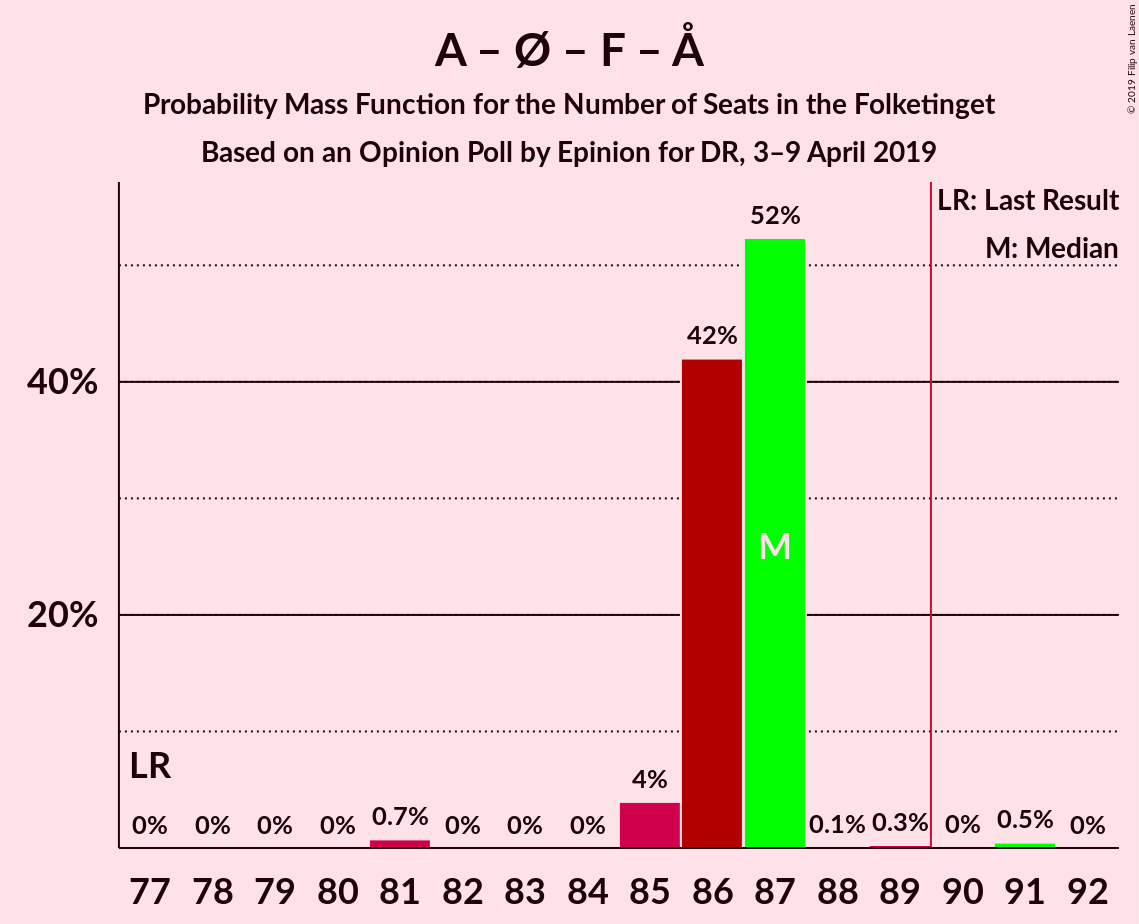 A – Ø – F – Å
Probability Mass Function for the Number of Seats in the Folketinget
Based on an Opinion Poll by Epinion for DR, 3–9 April 2019
© 2019 Filip van Laenen
LR: Last Result
M: Median
52%
42%
40%
M
20%
LR
4%
0% 0% 0% 0% 0.7% 0% 0% 0% 0.1% 0.3% 0% 0.5% 0%
77 78 79 80 81 82 83 84 85 86 87 88 89 90 91 92